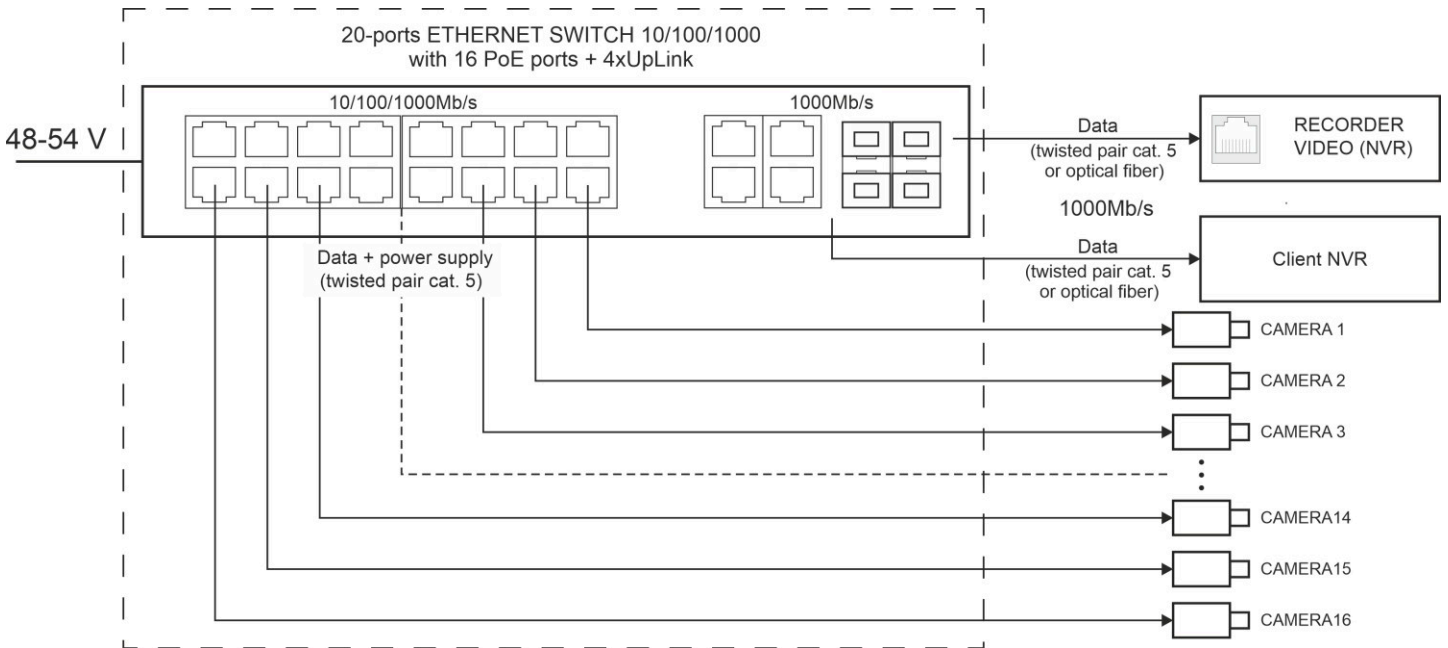 20-ports ETHERNET SWITCH 10/100/1000
with 16 PoE ports + 4xUpLink
10/100/1000Mb/s
1000Mb/s
48-54 V
Data
(twisted pair cat. 5
or optical fiber)
RECORDER
VIDEO (NVR)
1000Mb/s
Data + power supply
(twisted pair cat. 5)
Data
(twisted pair cat. 5
or optical fiber)
Client NVR
CAMERA 1
CAMERA 2
CAMERA 3
CAMERA14
CAMERA15
CAMERA16